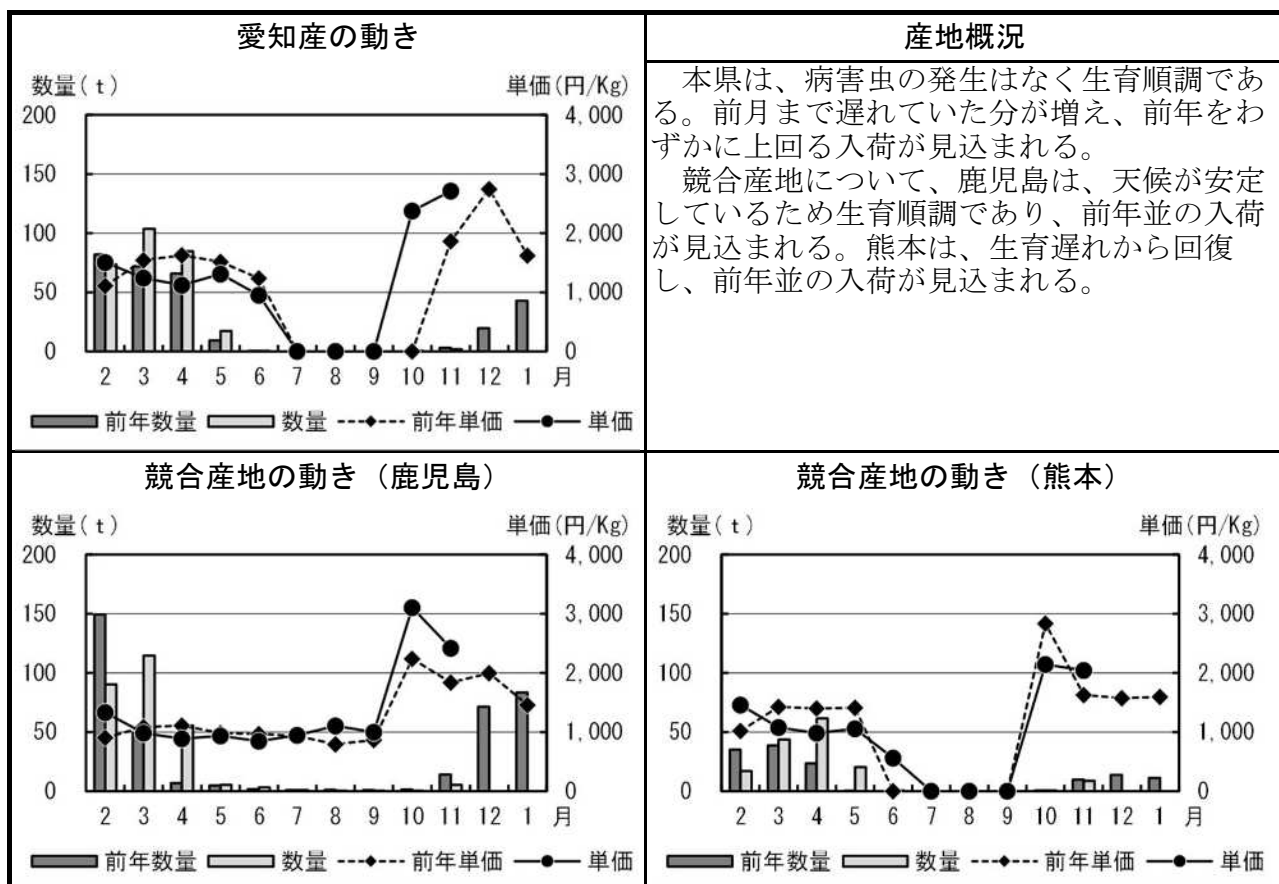 愛知産の動き
数量(t)
単価(円/Kg)
200
150
100
50
0
4,000
3,000
2,000
1,000
0
2 3 4 5 6 7 8 9 10 11 12 1 月
前年数量 数量 前年単価 単価
産地概況
本県は、病害虫の発生はなく生育順調であ
る。前月まで遅れていた分が増え、前年をわ
ずかに上回る入荷が見込まれる。
競合産地について、鹿児島は、天候が安定
しているため生育順調であり、前年並の入荷
が見込まれる。熊本は、生育遅れから回復
し、前年並の入荷が見込まれる。
競合産地の動き（鹿児島）
数量(t)
単価(円/Kg)
200
150
100
50
0
4,000
3,000
2,000
1,000
0
2 3 4 5 6 7 8 9 10 11 12 1 月
前年数量 数量 前年単価 単価
競合産地の動き（熊本）
数量(t)
単価(円/Kg)
200
150
100
50
0
4,000
3,000
2,000
1,000
0
2 3 4 5 6 7 8 9 10 11 12 1 月
前年数量 数量 前年単価 単価